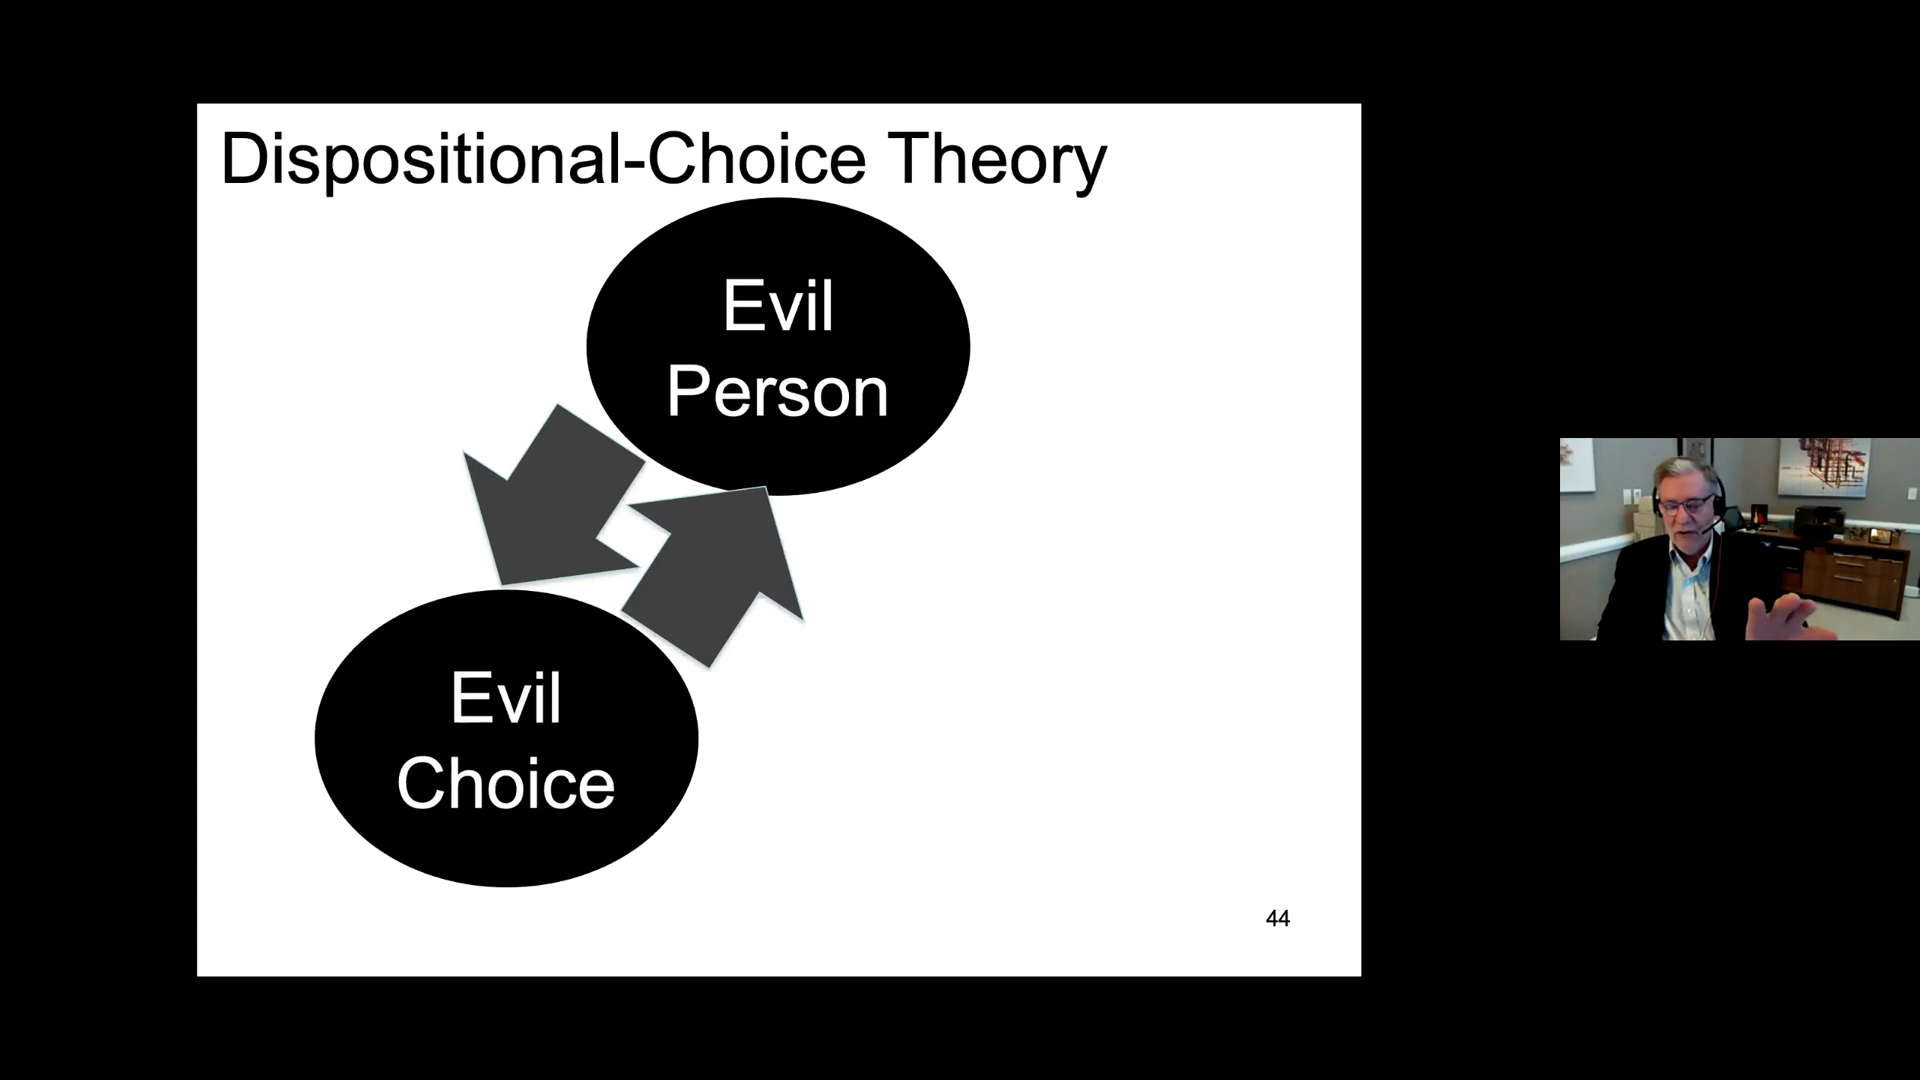 Dispositional-Choice Theory
Evil
Person
Evil
Choice
44